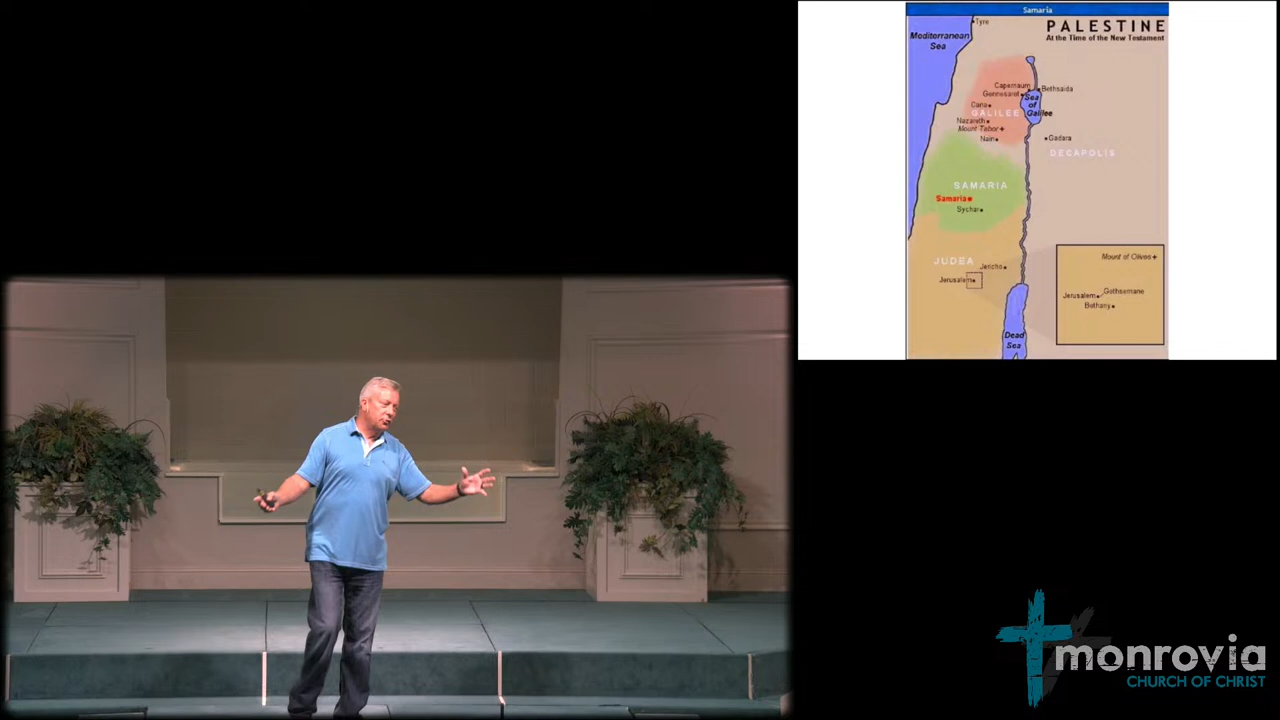 Samaria
PALESTINE
At the Time of the New Testament
Tyre
Mediterranean
Sea
Capernaum
Bethsaida
Gennesaret
Sea
of
Galilee
Cana
GALILEE
Nazareth
Mount Tabor
Nain
Gadara
DECAPOLIS
SAMARIA
Samaria
Sychar
JUDEA
Jericho
Jerusalem
Mount of Olives
Gethsemane
Jerusalem
Bethany
Dead
Sea
monrovia
CHURCH OF CHRIST